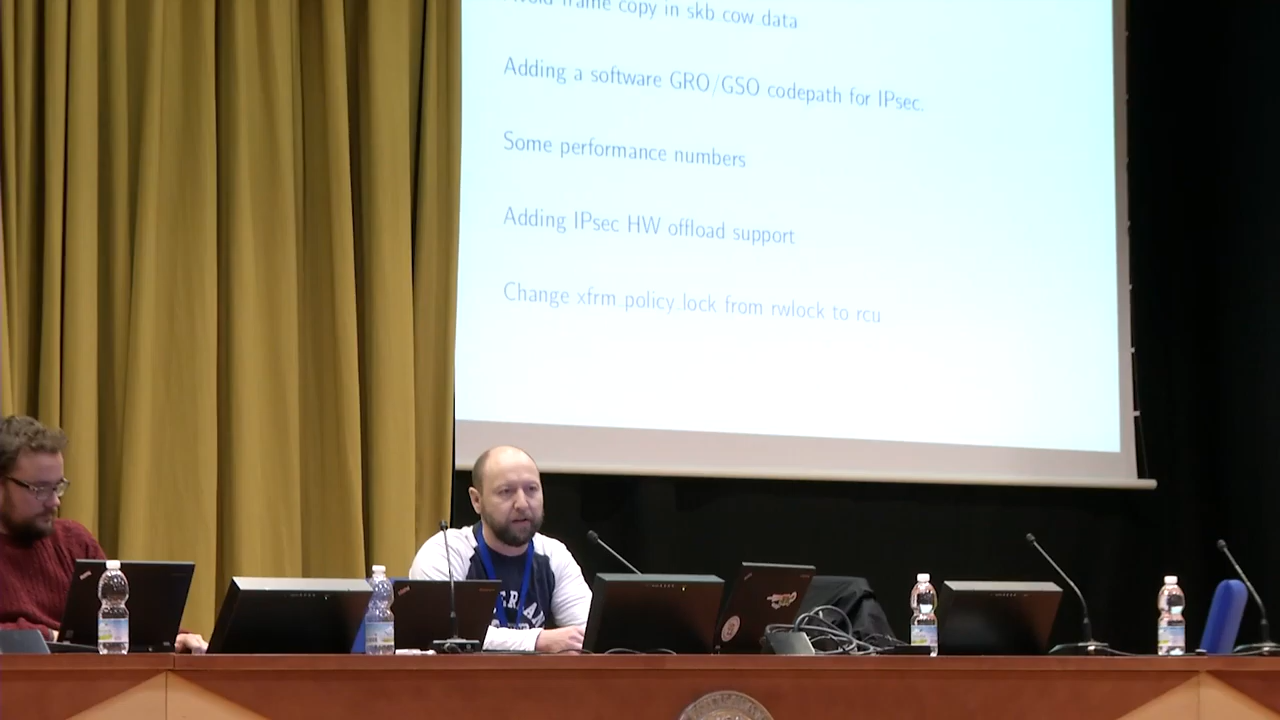 frame copy in skb cow data
Adding a software GRO/GSO codepath for IPsec.
Some performance numbers
Adding IPsec HW offload support
Change xfrm policy lock from rwlock to rcu